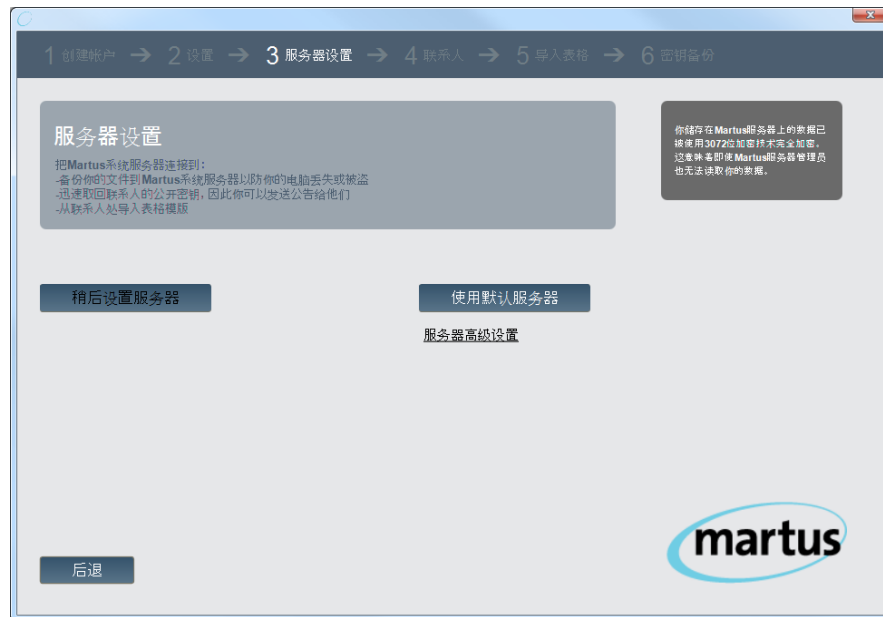 1 创建帐户 → 2 设置 → 3 服务器设置 → 4 联系人 → 5 导入表格 → 6 密钥备份
服务器设置
把Martus系统服务器连接到：
-备份你的文件到Martus系统服务器以防你的电脑丢失或被盗
-迅速取回联系人的公开密钥，因此你可以发送公告给他们
-从联系人处导入表格模版
你储存在Martus服务器上的数据已
被使用3072位加密技术完全加密。
这意味着即使Martus服务器管理员
也无法读取你的数据。
稍后设置服务器
使用默认服务器
服务器高级设置
martus
后退